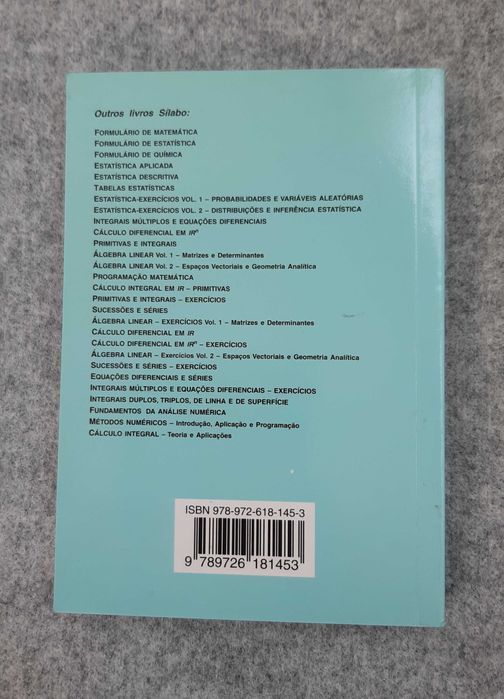 Outros livros Sílabo:
FORMULÁRIO DE MATEMÁTICA
FORMULÁRIO DE ESTATÍSTICA
FORMULÁRIO DE QUÍMICA
ESTATÍSTICA APLICADA
ESTATÍSTICA DESCRITIVA
TABELAS ESTATÍSTICAS
ESTATÍSTICA-EXERCÍCIOS VOL. 1 – PROBABILIDADES E VARIÁVEIS ALEATÓRIAS
ESTATÍSTICA-EXERCÍCIOS VOL. 2 – DISTRIBUIÇÕES E INFERÊNCIA ESTATÍSTICA
INTEGRAIS MÚLTIPLOS E EQUAÇÕES DIFERENCIAIS
CÁLCULO DIFERENCIAL EM IRⁿ
PRIMITIVAS E INTEGRAIS
ÁLGEBRA LINEAR Vol. 1 – Matrizes e Determinantes
ÁLGEBRA LINEAR Vol. 2 – Espaços Vectoriais e Geometria Analítica
PROGRAMAÇÃO MATEMÁTICA
CÁLCULO INTEGRAL EM IR – PRIMITIVAS
PRIMITIVAS E INTEGRAIS – EXERCÍCIOS
SUCESSÕES E SÉRIES
ÁLGEBRA LINEAR – EXERCÍCIOS Vol. 1 – Matrizes e Determinantes
CÁLCULO DIFERENCIAL EM IR
CÁLCULO DIFERENCIAL EM IRⁿ – EXERCÍCIOS
ÁLGEBRA LINEAR – Exercícios Vol. 2 – Espaços Vectoriais e Geometria Analítica
SUCESSÕES E SÉRIES – EXERCÍCIOS
EQUAÇÕES DIFERENCIAIS E SÉRIES
INTEGRAIS MÚLTIPLOS E EQUAÇÕES DIFERENCIAIS – EXERCÍCIOS
INTEGRAIS DUPLOS, TRIPLOS, DE LINHA E DE SUPERFÍCIE
FUNDAMENTOS DA ANÁLISE NUMÉRICA
MÉTODOS NUMÉRICOS – Introdução, Aplicação e Programação
CÁLCULO INTEGRAL – Teoria e Aplicações
ISBN 978-972-618-145-3
9 789726 181453